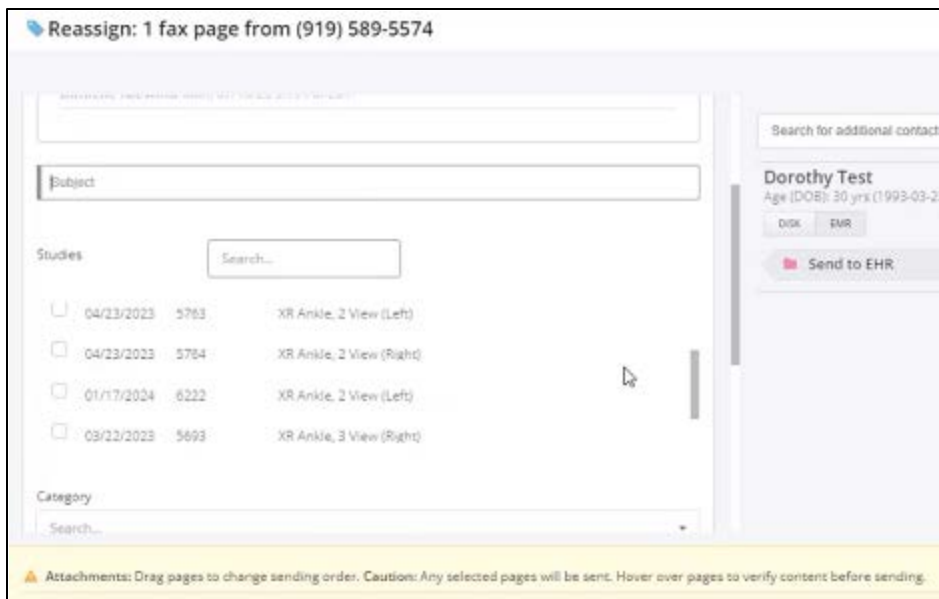 Reassign: 1 fax page from (919) 589-5574
Search for additional contact
Subject
Dorothy Test
Age (DOB): 30 yrs (1993-03-2
DISK EMR
Send to EHR
Studies Search...
04/23/2023 5763 XR Ankle, 2 View (Left)
04/23/2023 5764 XR Ankle, 2 View (Right)
01/17/2024 6222 XR Ankle, 2 View (Left)
03/22/2023 5693 XR Ankle, 3 View (Right)
Category
Search...
Attachments: Drag pages to change sending order. Caution: Any selected pages will be sent. Hover over pages to verify content before sending.